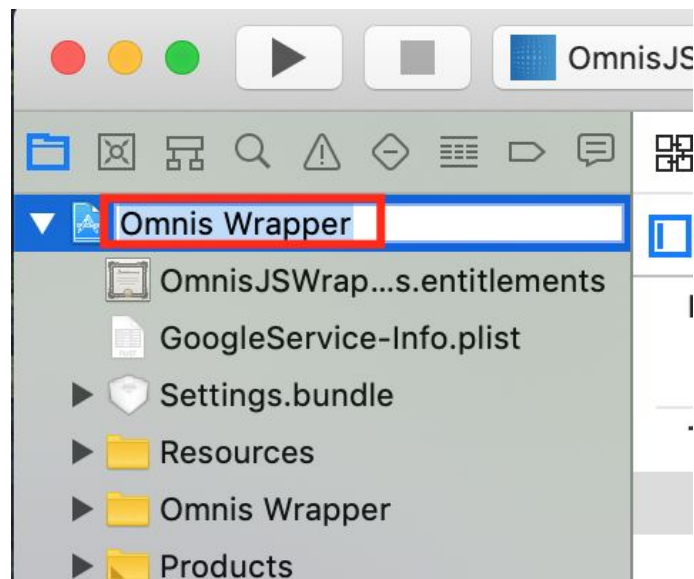 OmnisJS
Omnis Wrapper
OmnisJSWrap...s.entitlements
GoogleService-Info.plist
Settings.bundle
Resources
Omnis Wrapper
Products